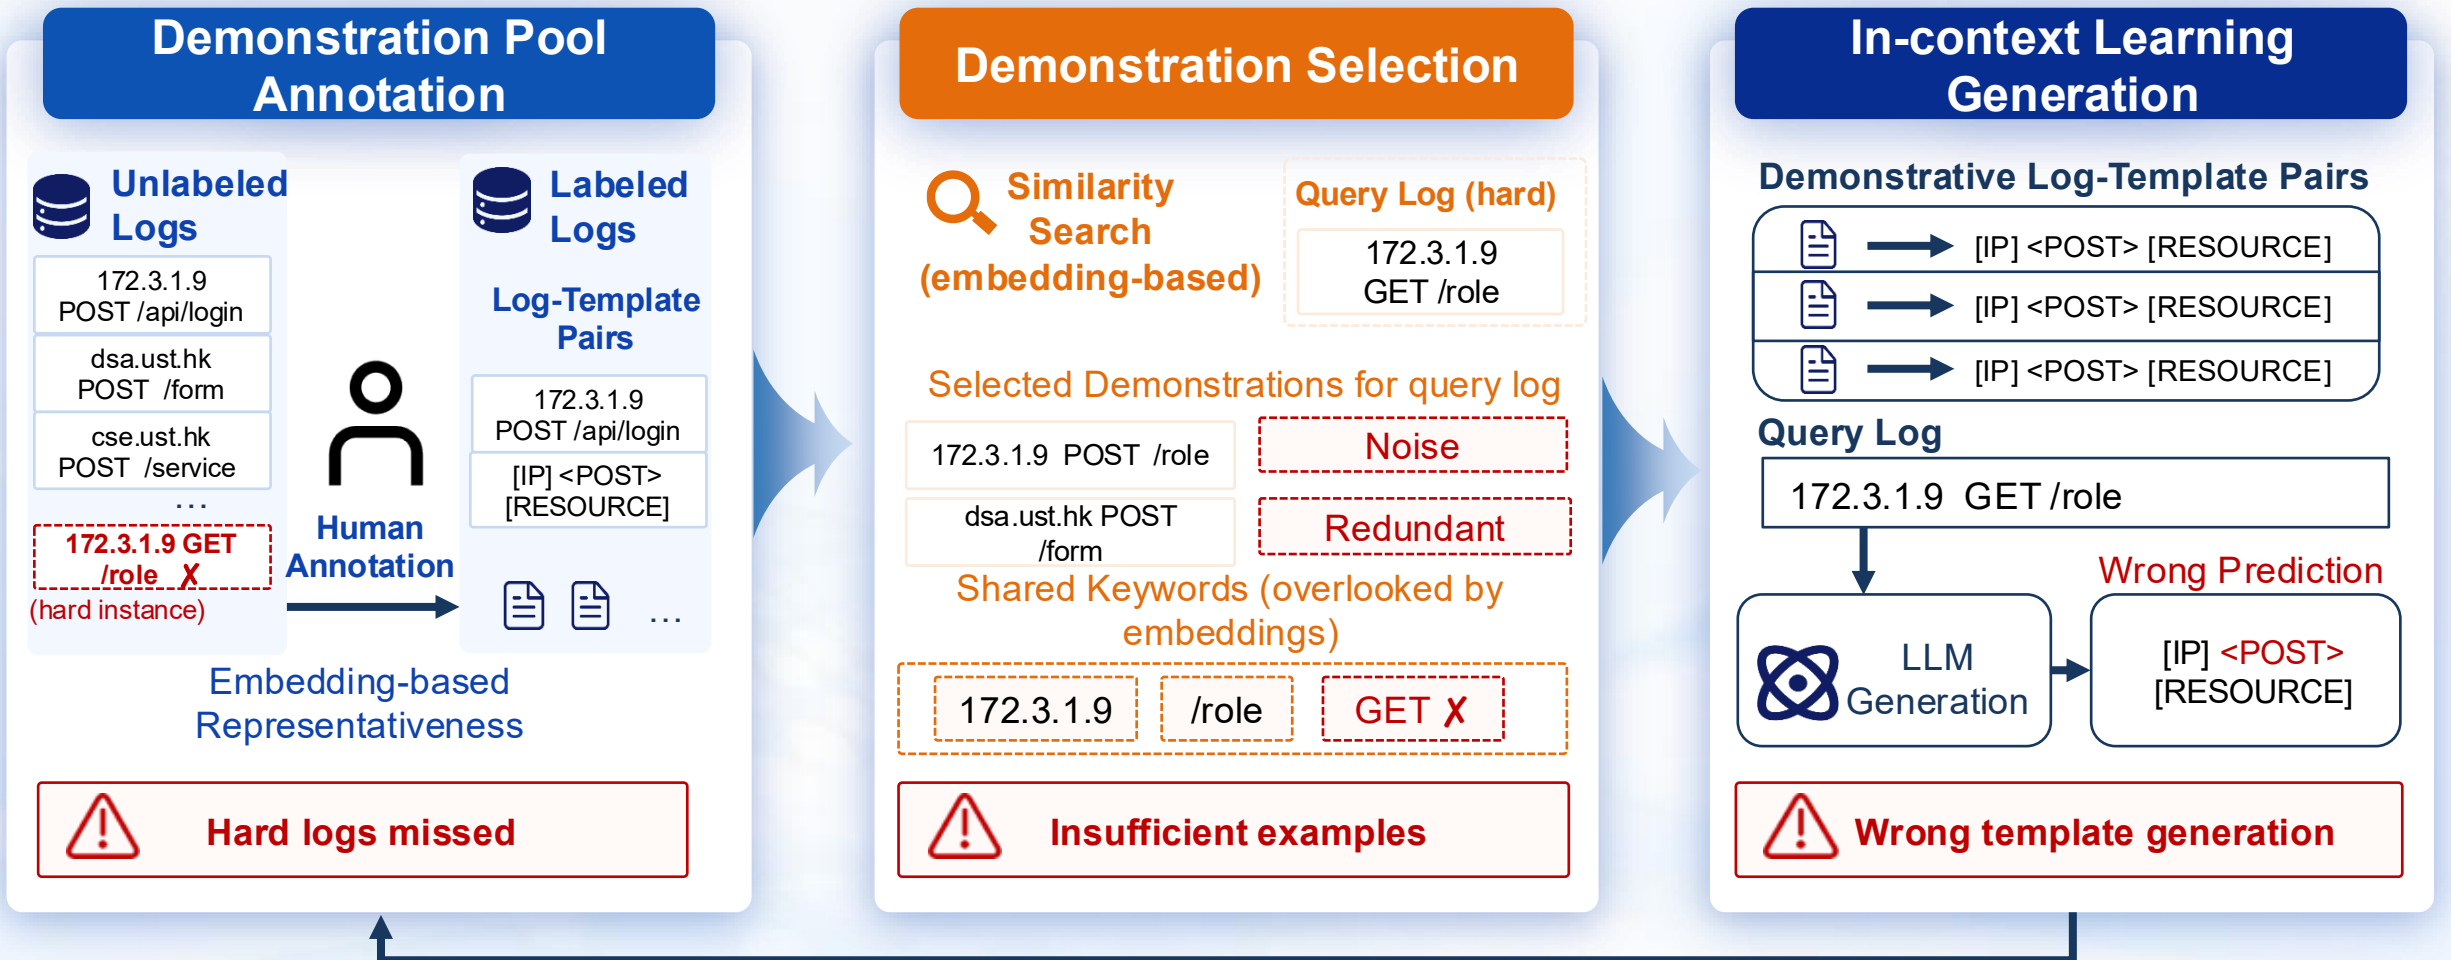 Demonstration Pool
Annotation
Unlabeled
Logs
172.3.1.9
POST /api/login
dsa.ust.hk
POST /form
cse.ust.hk
POST /service
...
172.3.1.9 GET
/role ✗
(hard instance)
Human
Annotation
Labeled
Logs
Log-Template
Pairs
172.3.1.9
POST /api/login
[IP] <POST>
[RESOURCE]
...
Embedding-based
Representativeness
Hard logs missed
Demonstration Selection
Similarity
Search
(embedding-based)
Query Log (hard)
172.3.1.9
GET /role
Selected Demonstrations for query log
172.3.1.9 POST /role
Noise
dsa.ust.hk POST
/form
Redundant
Shared Keywords (overlooked by
embeddings)
172.3.1.9
/role
GET ✗
Insufficient examples
In-context Learning
Generation
Demonstrative Log-Template Pairs
[IP] <POST> [RESOURCE]
[IP] <POST> [RESOURCE]
[IP] <POST> [RESOURCE]
Query Log
172.3.1.9 GET /role
LLM
Generation
Wrong Prediction
[IP] <POST>
[RESOURCE]
Wrong template generation